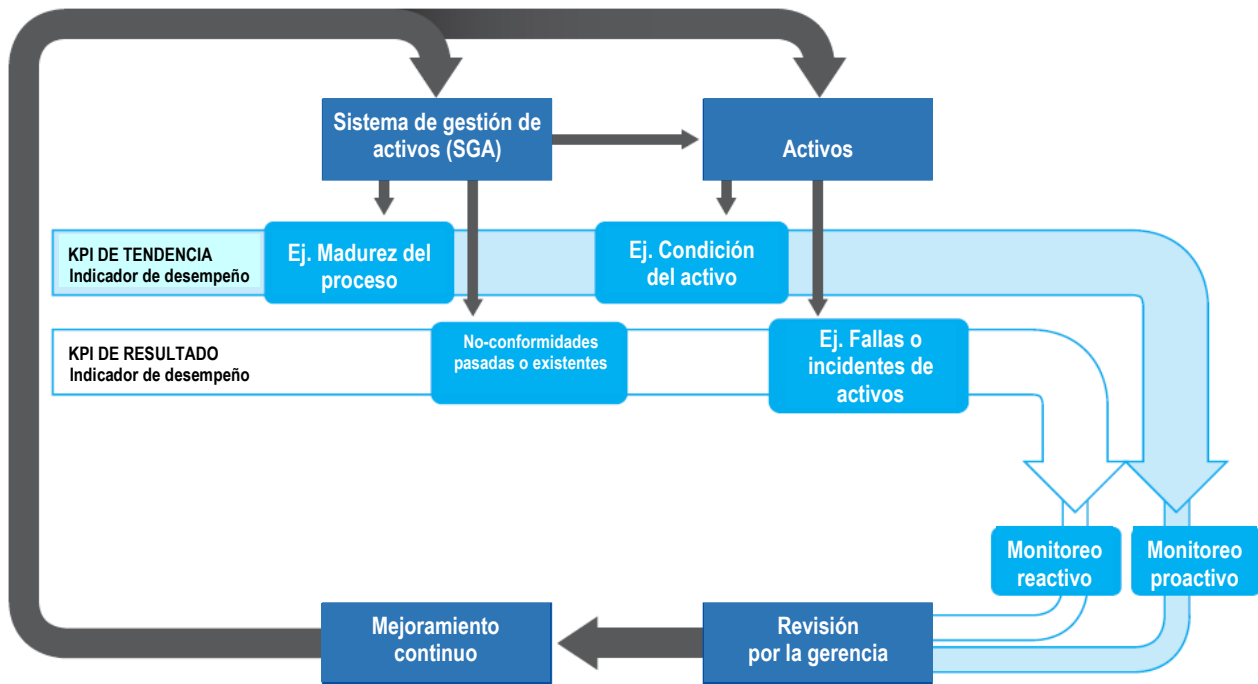 Sistema de gestión de
activos (SGA)
Activos
KPI DE TENDENCIA
Indicador de desempeño
Ej. Madurez del
proceso
Ej. Condición
del activo
KPI DE RESULTADO
Indicador de desempeño
No-conformidades
pasadas o existentes
Ej. Fallas o
incidentes de
activos
Monitoreo
reactivo
Monitoreo
proactivo
Mejoramiento
continuo
Revisión
por la gerencia